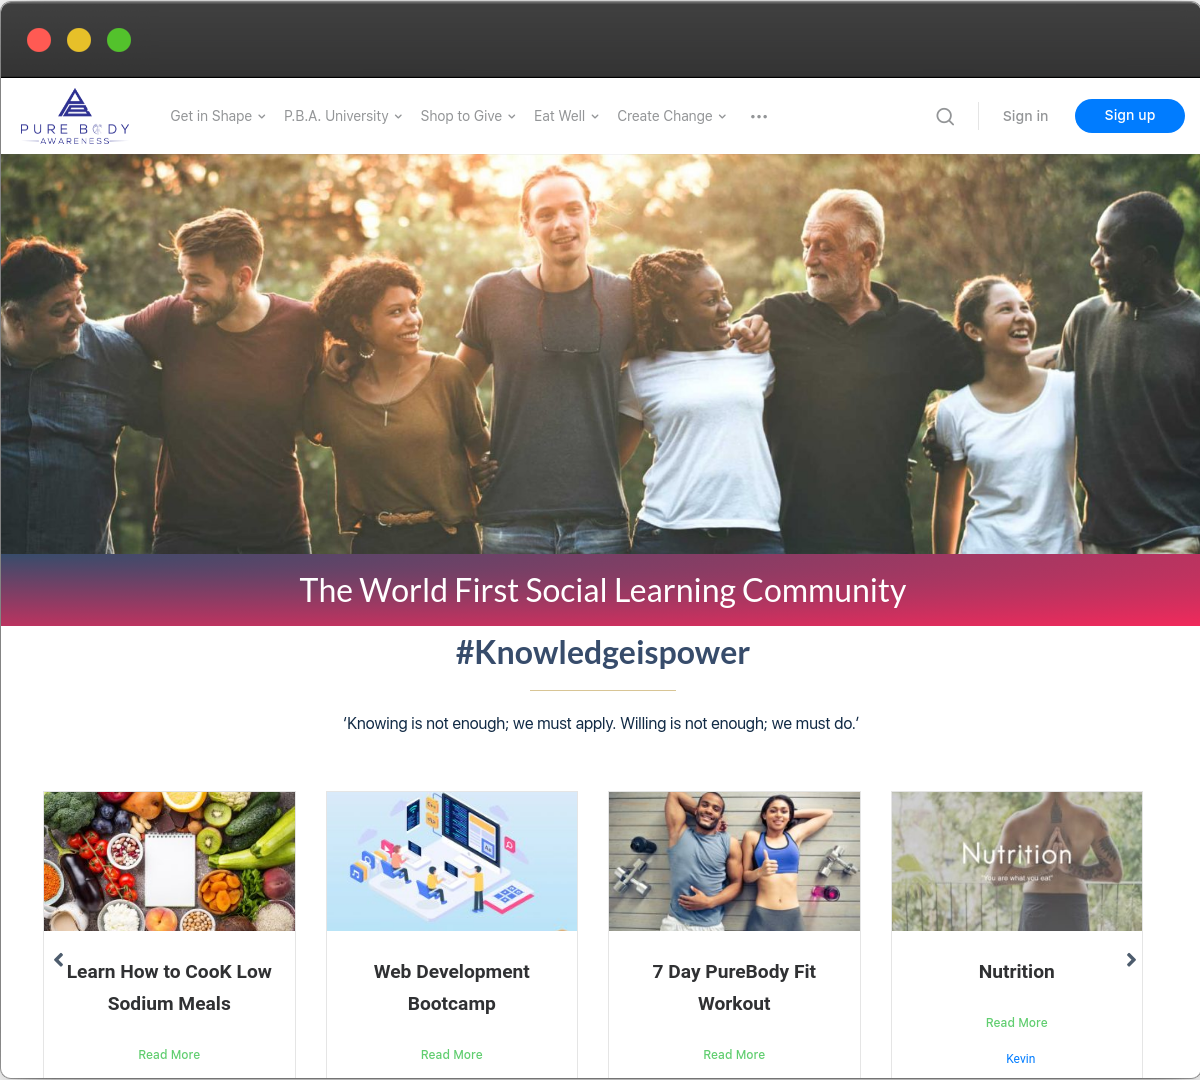 PURE BODY
AWARENESS
Get in Shape
P.B.A. University
Shop to Give
Eat Well
Create Change
Sign in
Sign up
The World First Social Learning Community
#Knowledgeispower
‘Knowing is not enough; we must apply. Willing is not enough; we must do.‘
Nutrition
"You are what you eat"
Learn How to CooK Low
Sodium Meals
Read More
Web Development
Bootcamp
Read More
7 Day PureBody Fit
Workout
Read More
Nutrition
Read More
Kevin